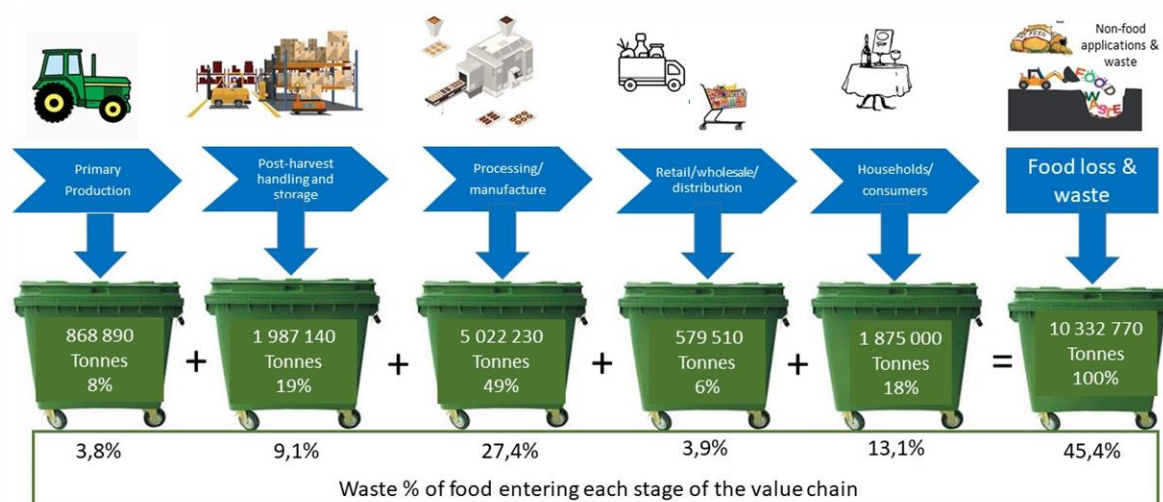 Non-food
applications &
waste
FEED
FOOD
WASTE
Primary
Production
Post-harvest
handling and
storage
Processing/
manufacture
Retail/wholesale/
distribution
Households/
consumers
Food loss &
waste
868 890
Tonnes
8%
+
1 987 140
Tonnes
19%
+
5 022 230
Tonnes
49%
+
579 510
Tonnes
6%
+
1 875 000
Tonnes
18%
=
10 332 770
Tonnes
100%
3,8%
9,1%
27,4%
3,9%
13,1%
45,4%
Waste % of food entering each stage of the value chain